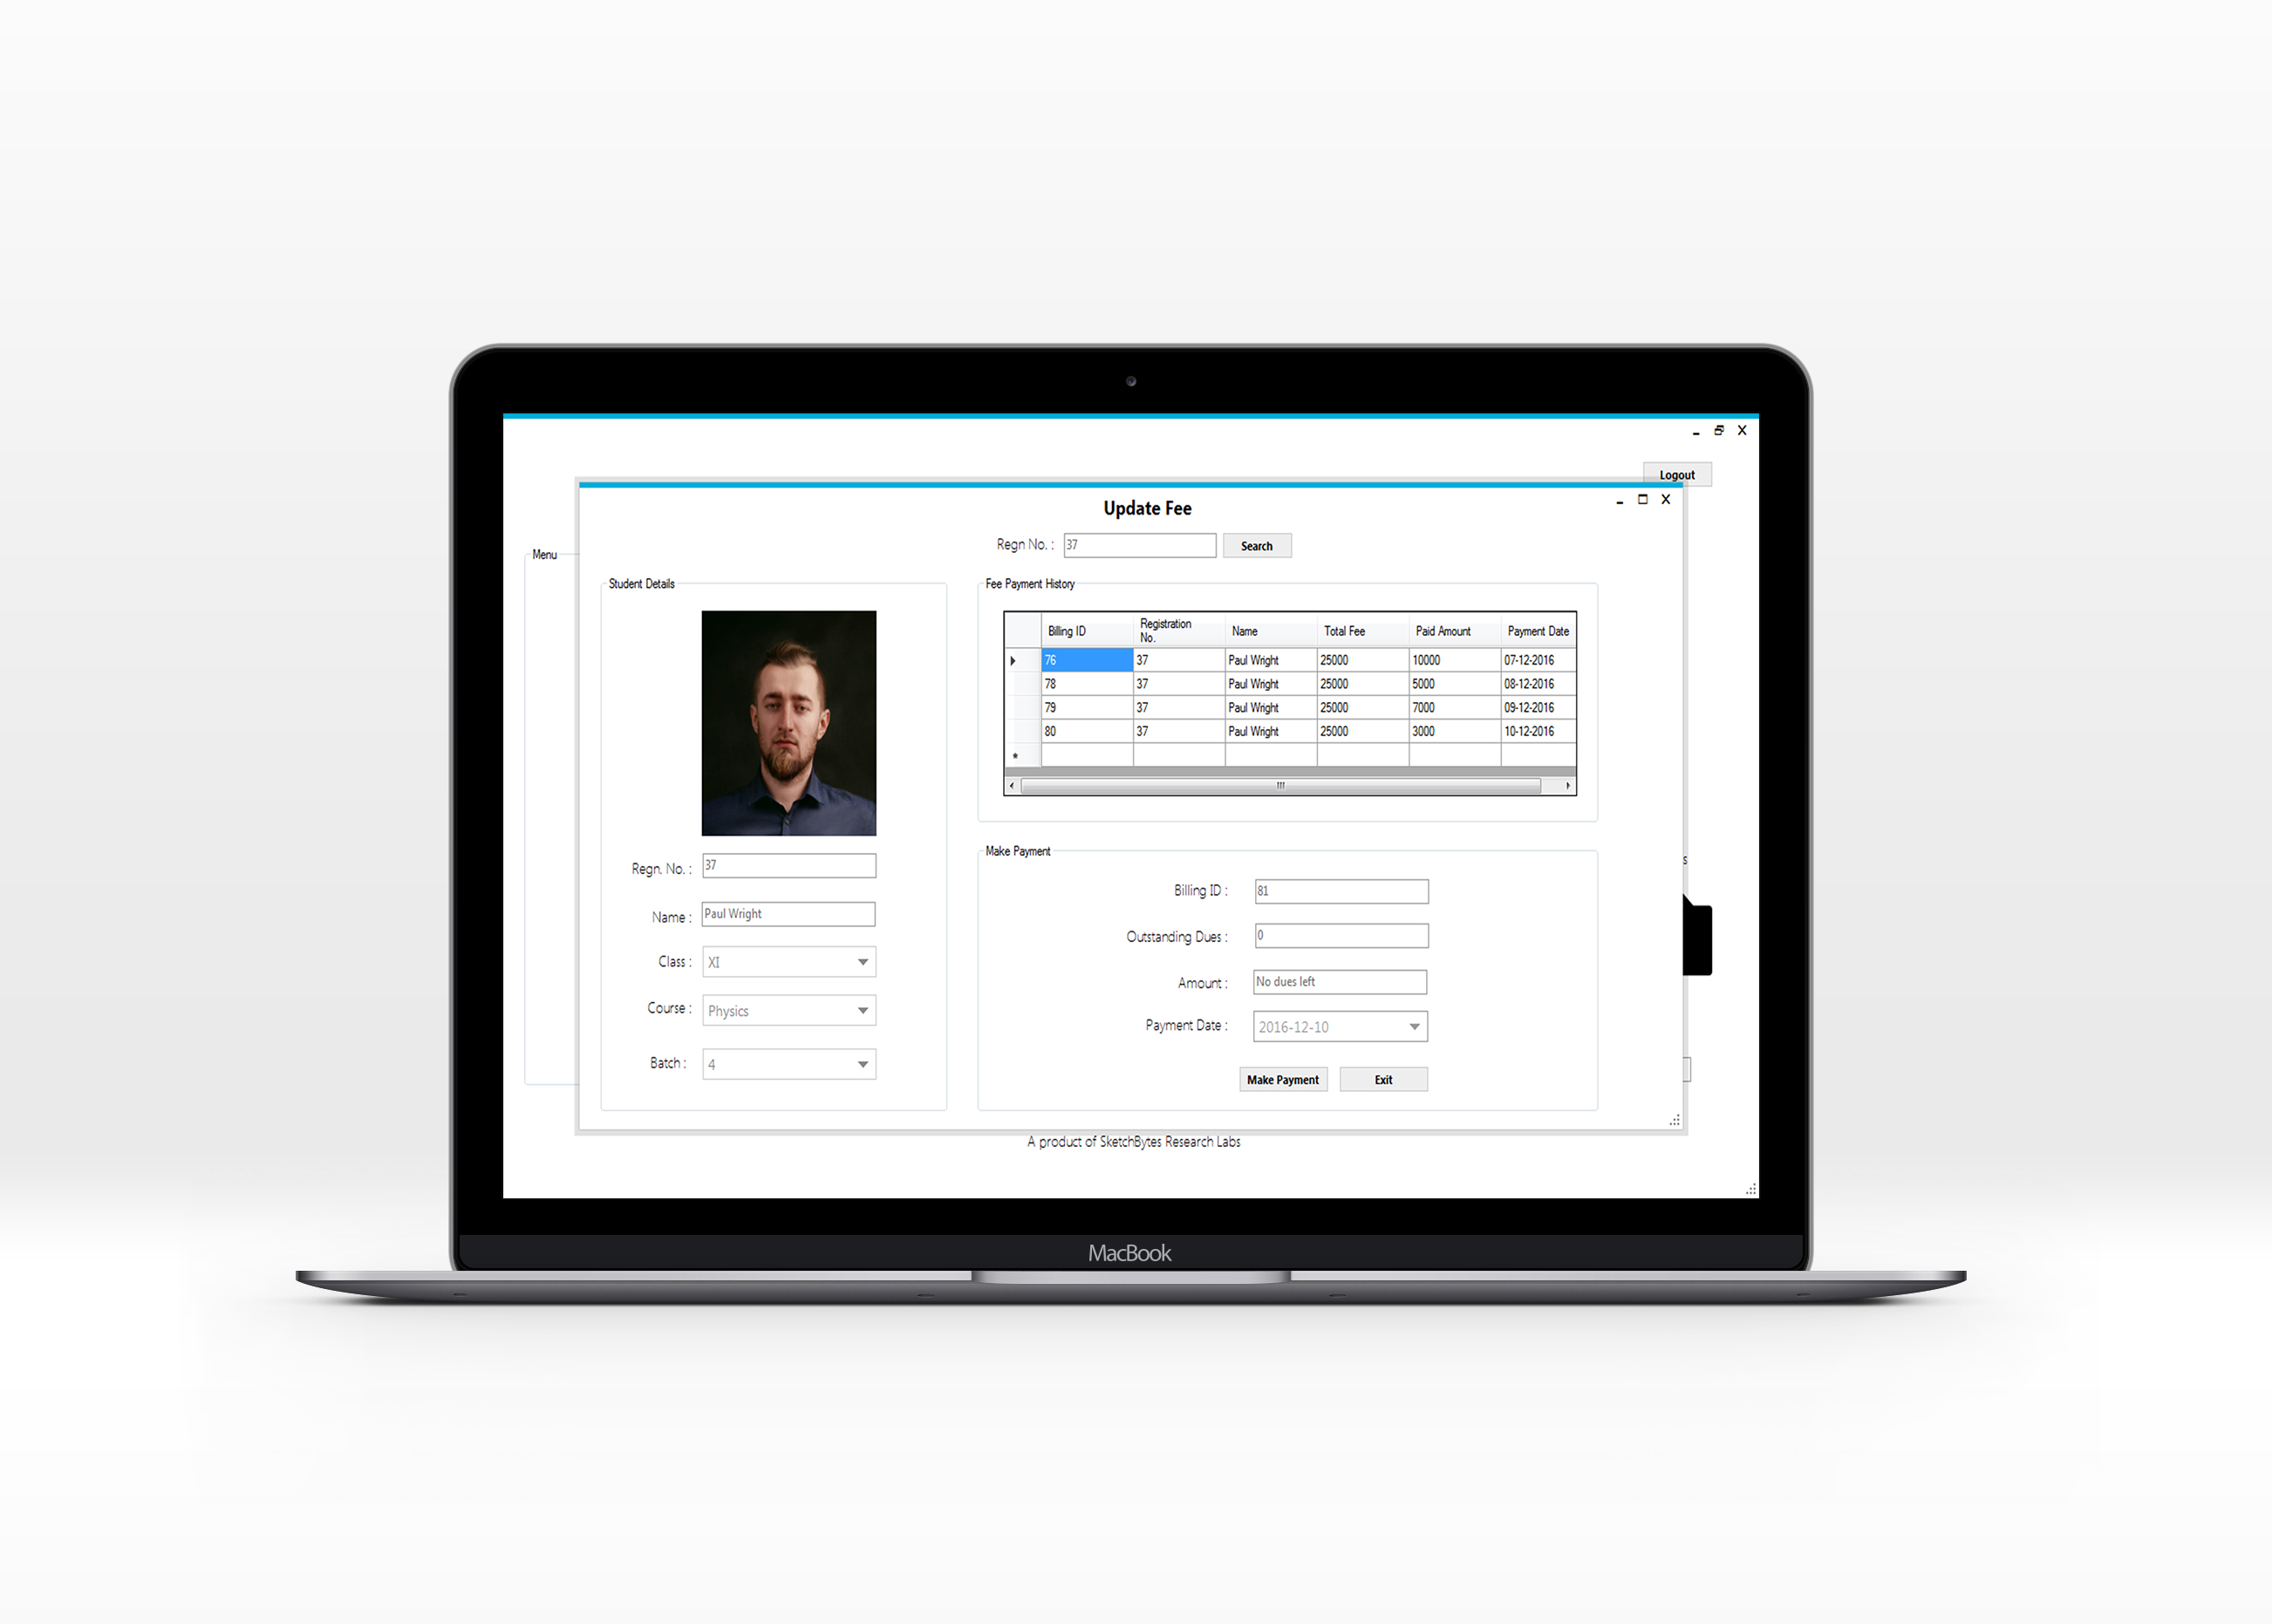 Logout
Update Fee
Regn No. : 37 Search
Menu
Student Details
Regn. No. : 37
Name : Paul Wright
Class : XI
Course : Physics
Batch : 4
Fee Payment History
Billing ID Registration No. Name Total Fee Paid Amount Payment Date
76 37 Paul Wright 25000 10000 07-12-2016
78 37 Paul Wright 25000 5000 08-12-2016
79 37 Paul Wright 25000 7000 09-12-2016
80 37 Paul Wright 25000 3000 10-12-2016
*
Make Payment
Billing ID : 81
Outstanding Dues : 0
Amount : No dues left
Payment Date : 2016-12-10
Make Payment Exit
s
A product of SketchBytes Research Labs
MacBook